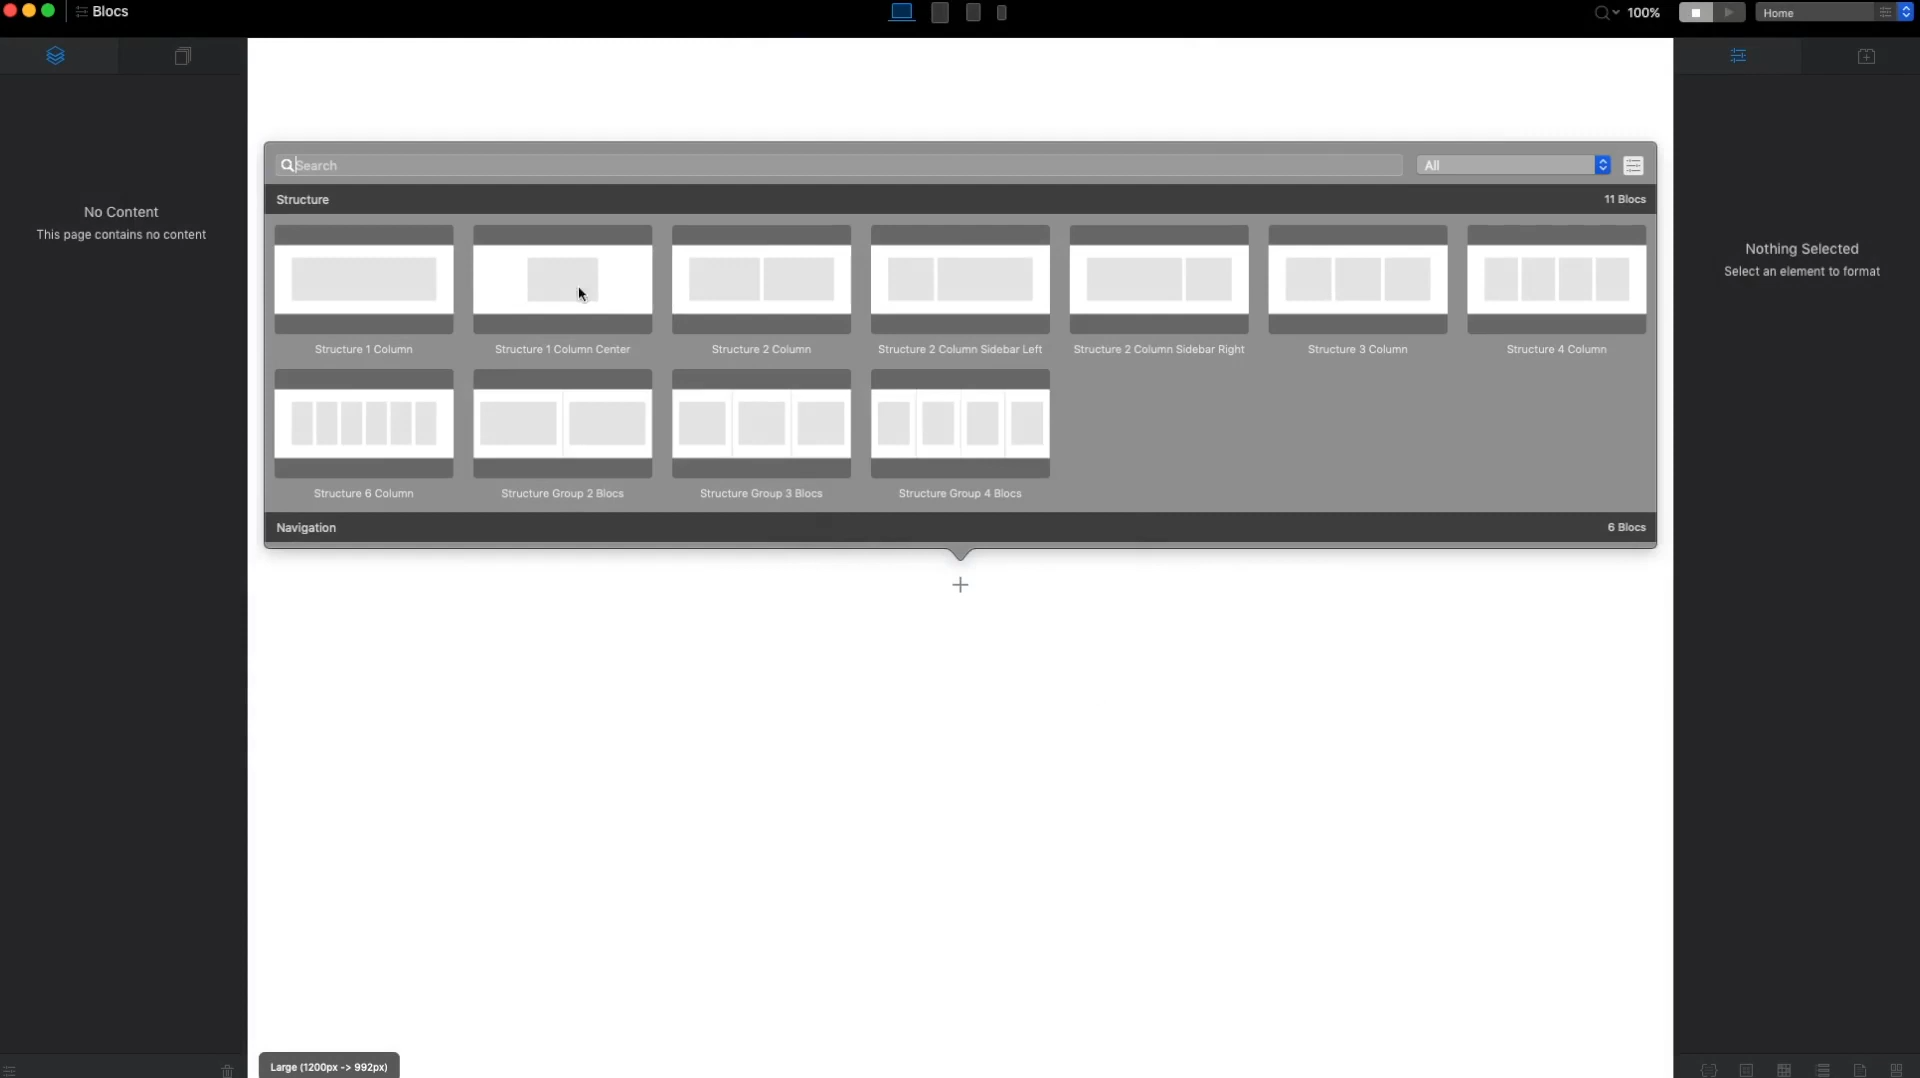 Blocs
100%
Home
No Content
This page contains no content
Search
All
Structure
11 Blocs
Structure 1 Column
Structure 1 Column Center
Structure 2 Column
Structure 2 Column Sidebar Left
Structure 2 Column Sidebar Right
Structure 3 Column
Structure 4 Column
Structure 6 Column
Structure Group 2 Blocs
Structure Group 3 Blocs
Structure Group 4 Blocs
Navigation
6 Blocs
Nothing Selected
Select an element to format
Large (1200px -> 992px)